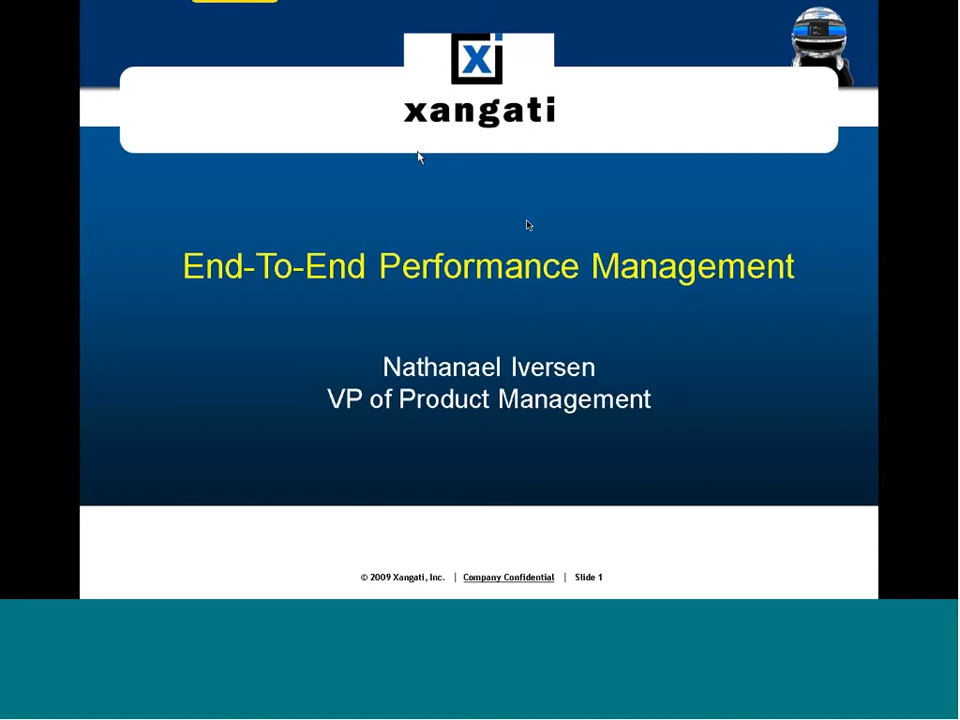 xi
xangati
End-To-End Performance Management
Nathanael Iversen
VP of Product Management
© 2009 Xangati, Inc. | Company Confidential | Slide 1